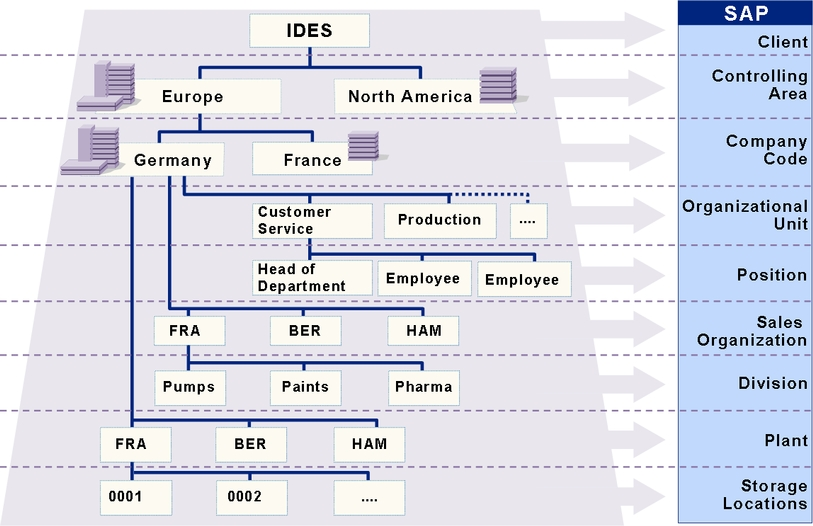 SAP
IDES
Client
Europe
North America
Controlling
Area
Germany
France
Company
Code
Customer
Service
Production
....
Organizational
Unit
Head of
Department
Employee
Employee
Position
FRA
BER
HAM
Sales
Organization
Pumps
Paints
Pharma
Division
FRA
BER
HAM
Plant
0001
0002
....
Storage
Locations